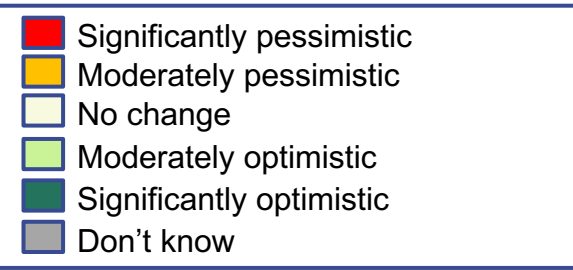 Significantly pessimistic
Moderately pessimistic
No change
Moderately optimistic
Significantly optimistic
Don't know